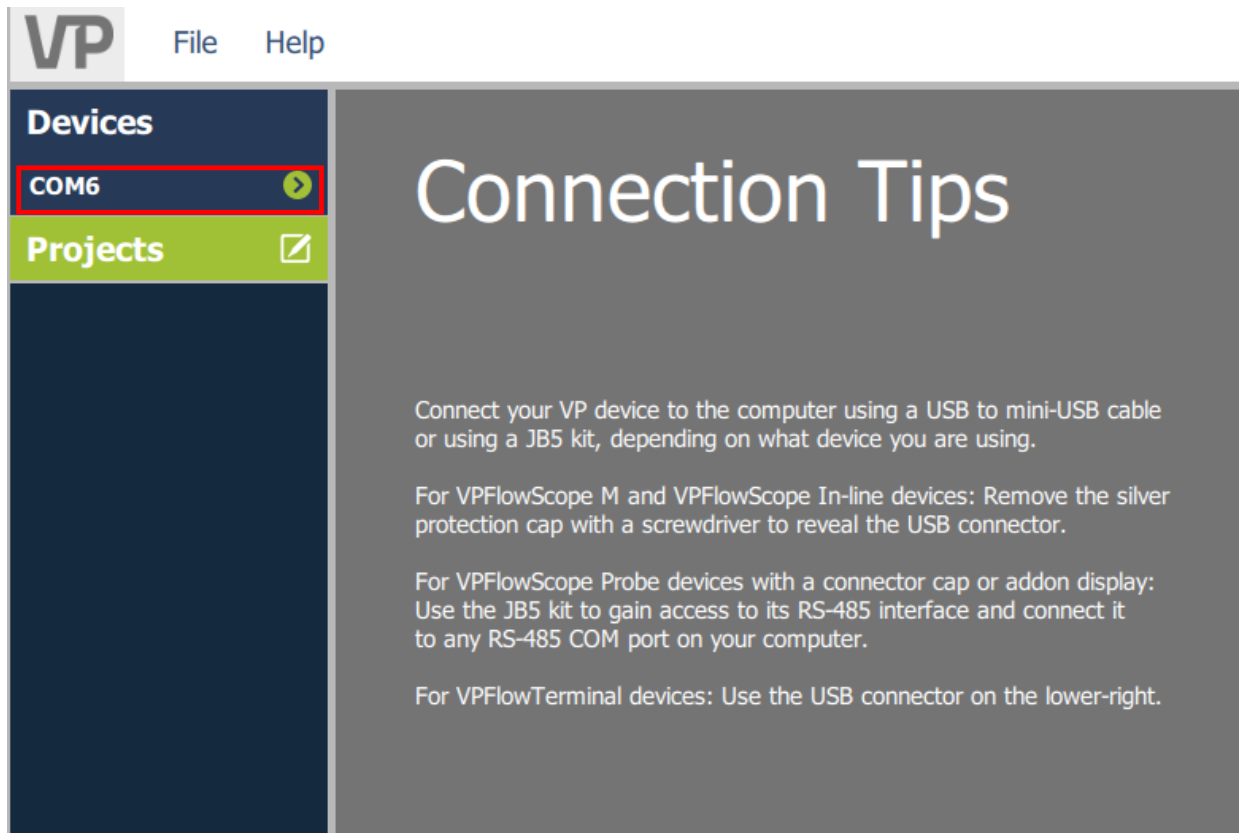 VP
File Help
Devices
COM6
Projects
Connection Tips
Connect your VP device to the computer using a USB to mini-USB cable
or using a JB5 kit, depending on what device you are using.
For VPFlowScope M and VPFlowScope In-line devices: Remove the silver
protection cap with a screwdriver to reveal the USB connector.
For VPFlowScope Probe devices with a connector cap or addon display:
Use the JB5 kit to gain access to its RS-485 interface and connect it
to any RS-485 COM port on your computer.
For VPFlowTerminal devices: Use the USB connector on the lower-right.